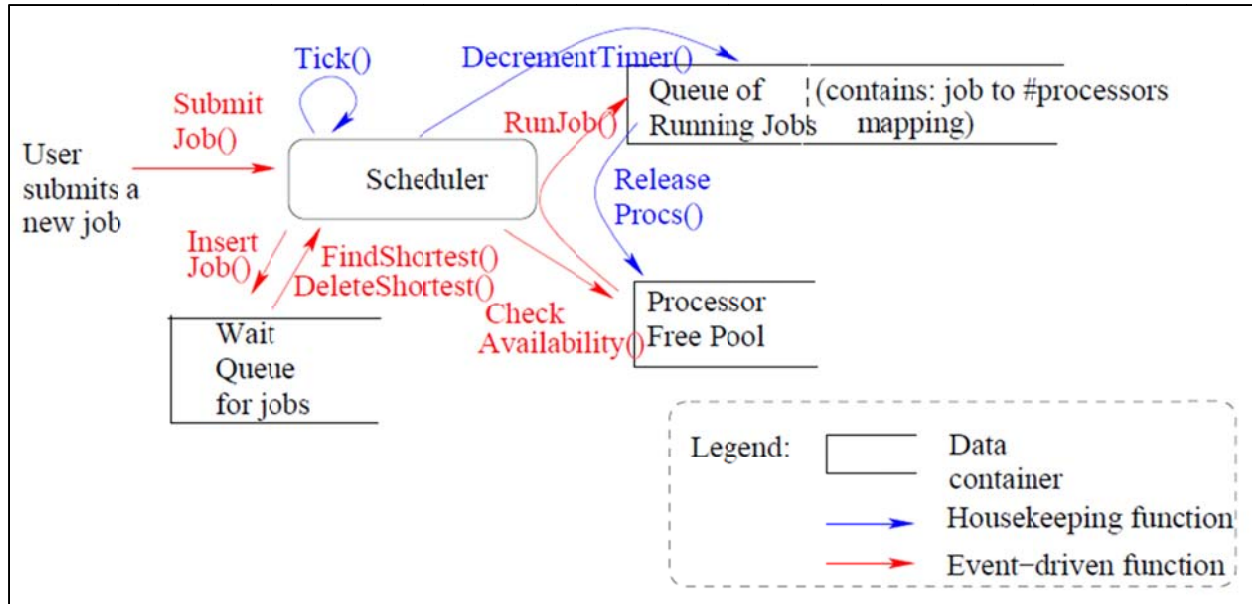 Tick()
DecrementTimer()
Submit
Job()
RunJob()
Queue of
Running Jobs
(contains: job to #processors
mapping)
User
submits a
new job
Scheduler
Release
Procs()
Insert
Job()
FindShortest()
DeleteShortest()
Check
Availability()
Processor
Free Pool
Wait
Queue
for jobs
Legend:
Data
container
Housekeeping function
Event-driven function